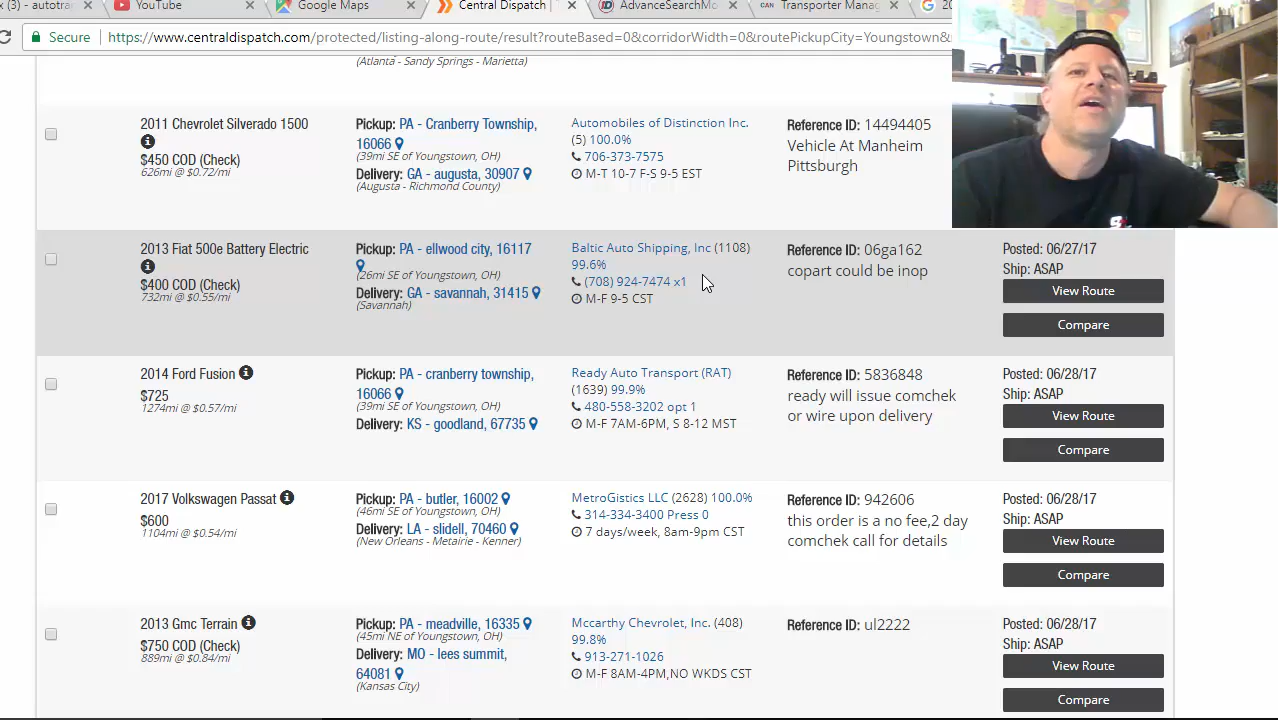 x (3) - autotra
YouTube
Google Maps
Central Dispatch |
AdvanceSearchMo
Transporter Manag
Secure
https://www.centraldispatch.com/protected/listing-along-route/result?routeBased=0&corridorWidth=0&routePickupCity=Youngstown&
(Atlanta - Sandy Springs - Marietta)
2011 Chevrolet Silverado 1500
$450 COD (Check)
626mi @ $0.72/mi
Pickup: PA - Cranberry Township,
16066
(39mi SE of Youngstown, OH)
Delivery: GA - augusta, 30907
(Augusta - Richmond County)
Automobiles of Distinction Inc.
(5) 100.0%
706-373-7575
M-T 10-7 F-S 9-5 EST
Reference ID: 14494405
Vehicle At Manheim
Pittsburgh
2013 Fiat 500e Battery Electric
$400 COD (Check)
732mi @ $0.55/mi
Pickup: PA - ellwood city, 16117
(26mi SE of Youngstown, OH)
Delivery: GA - savannah, 31415
(Savannah)
Baltic Auto Shipping, Inc (1108)
99.6%
(708) 924-7474 x1
M-F 9-5 CST
Reference ID: 06ga162
copart could be inop
Posted: 06/27/17
Ship: ASAP
View Route
Compare
2014 Ford Fusion
$725
1274mi @ $0.57/mi
Pickup: PA - cranberry township,
16066
(39mi SE of Youngstown, OH)
Delivery: KS - goodland, 67735
Ready Auto Transport (RAT)
(1639) 99.9%
480-558-3202 opt 1
M-F 7AM-6PM, S 8-12 MST
Reference ID: 5836848
ready will issue comchek
or wire upon delivery
Posted: 06/28/17
Ship: ASAP
View Route
Compare
2017 Volkswagen Passat
$600
1104mi @ $0.54/mi
Pickup: PA - butler, 16002
(46mi SE of Youngstown, OH)
Delivery: LA - slidell, 70460
(New Orleans - Metairie - Kenner)
MetroGistics LLC (2628) 100.0%
314-334-3400 Press 0
7 days/week, 8am-9pm CST
Reference ID: 942606
this order is a no fee,2 day
comchek call for details
Posted: 06/28/17
Ship: ASAP
View Route
Compare
2013 Gmc Terrain
$750 COD (Check)
889mi @ $0.84/mi
Pickup: PA - meadville, 16335
(45mi NE of Youngstown, OH)
Delivery: MO - lees summit,
64081
(Kansas City)
Mccarthy Chevrolet, Inc. (408)
99.8%
913-271-1026
M-F 8AM-4PM,NO WKDS CST
Reference ID: ul2222
Posted: 06/28/17
Ship: ASAP
View Route
Compare